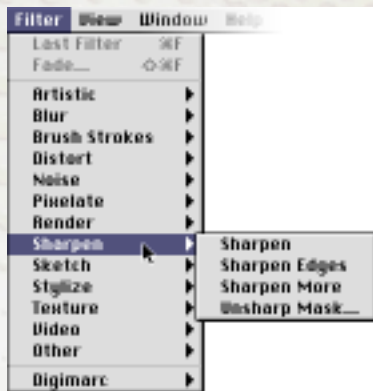 Filter View Window Help
Last Filter ⌘F
Fade... ⇧⌘F
Artistic
Blur
Brush Strokes
Distort
Noise
Pixelate
Render
Sharpen
Sketch
Stylize
Texture
Video
Other
Digimarc
Sharpen
Sharpen Edges
Sharpen More
Unsharp Mask...